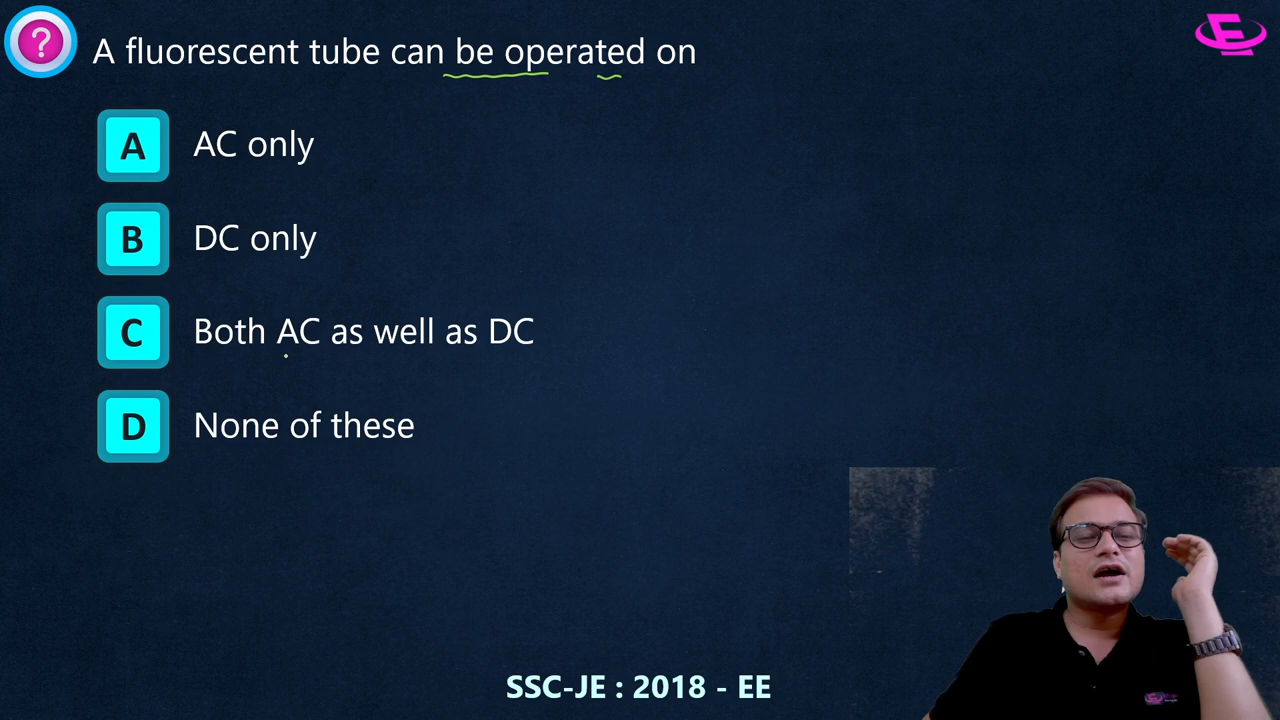 ?
A fluorescent tube can be operated on
A AC only
B DC only
C Both AC as well as DC
D None of these
SSC-JE : 2018 - EE